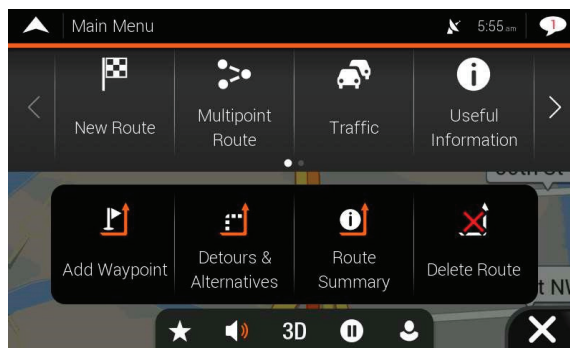 Main Menu
5:55 am
1
New Route
Multipoint
Route
Traffic
Useful
Information
Add Waypoint
Detours &
Alternatives
Route
Summary
Delete Route
t NW
3D